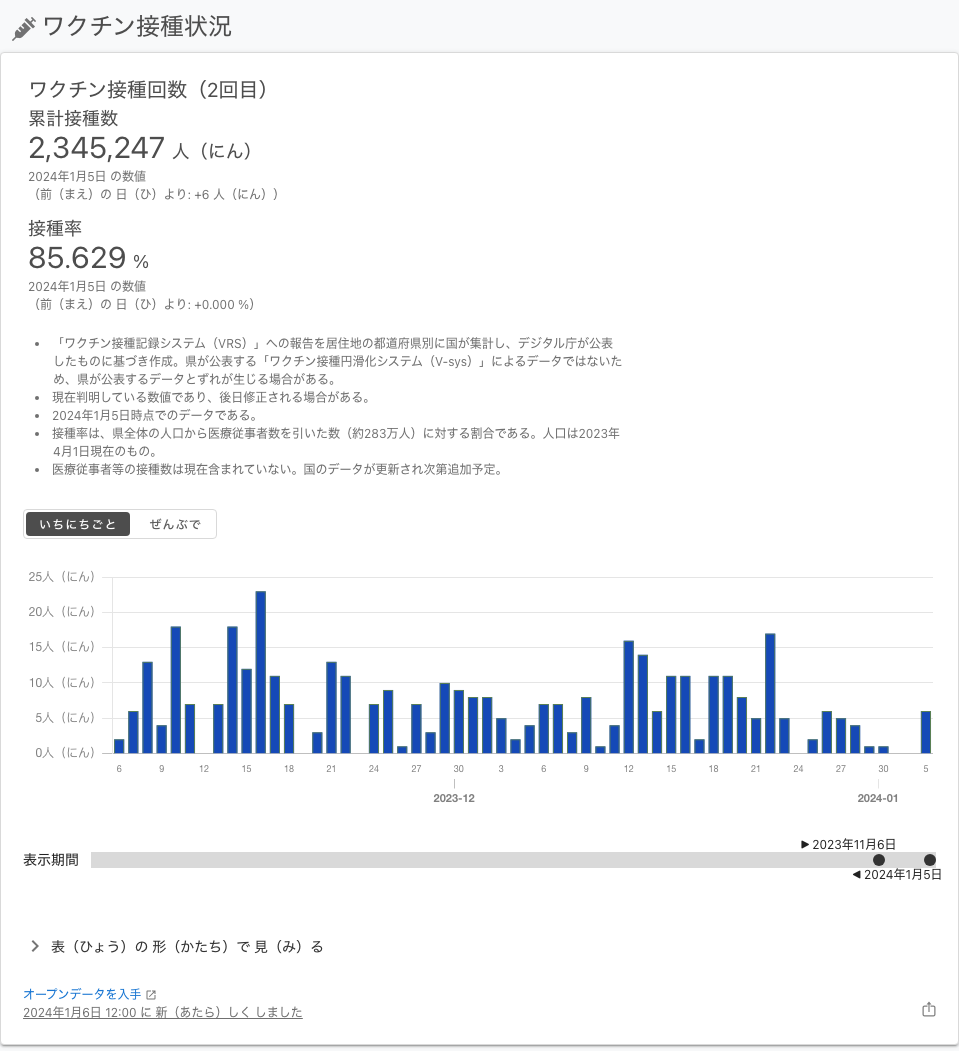 ワクチン接種状況
ワクチン接種回数（2回目）
累計接種数
2,345,247 人（にん）
2024年1月5日 の数値
（前（まえ）の 日（ひ）より: +6 人（にん））
接種率
85.629 %
2024年1月5日 の数値
（前（まえ）の 日（ひ）より: +0.000 %）
• 「ワクチン接種記録システム（VRS）」への報告を居住地の都道府県別に国が集計し、デジタル庁が公表
したものに基づき作成。県が公表する「ワクチン接種円滑化システム（V-sys）」によるデータではないた
め、県が公表するデータとずれが生じる場合がある。
• 現在判明している数値であり、後日修正される場合がある。
• 2024年1月5日時点でのデータである。
• 接種率は、県全体の人口から医療従事者数を引いた数（約283万人）に対する割合である。人口は2023年
4月1日現在のもの。
• 医療従事者等の接種数は現在含まれていない。国のデータが更新され次第追加予定。
いちにちごと ぜんぶで
25人（にん）
20人（にん）
15人（にん）
10人（にん）
5人（にん）
0人（にん）
6 9 12 15 18 21 24 27 30 3 6 9 12 15 18 21 24 27 30 5
2023-12 2024-01
▶ 2023年11月6日
表示期間
◀ 2024年1月5日
表（ひょう）の 形（かたち）で 見（み）る
オープンデータを入手
2024年1月6日 12:00 に 新（あたら）しく しました